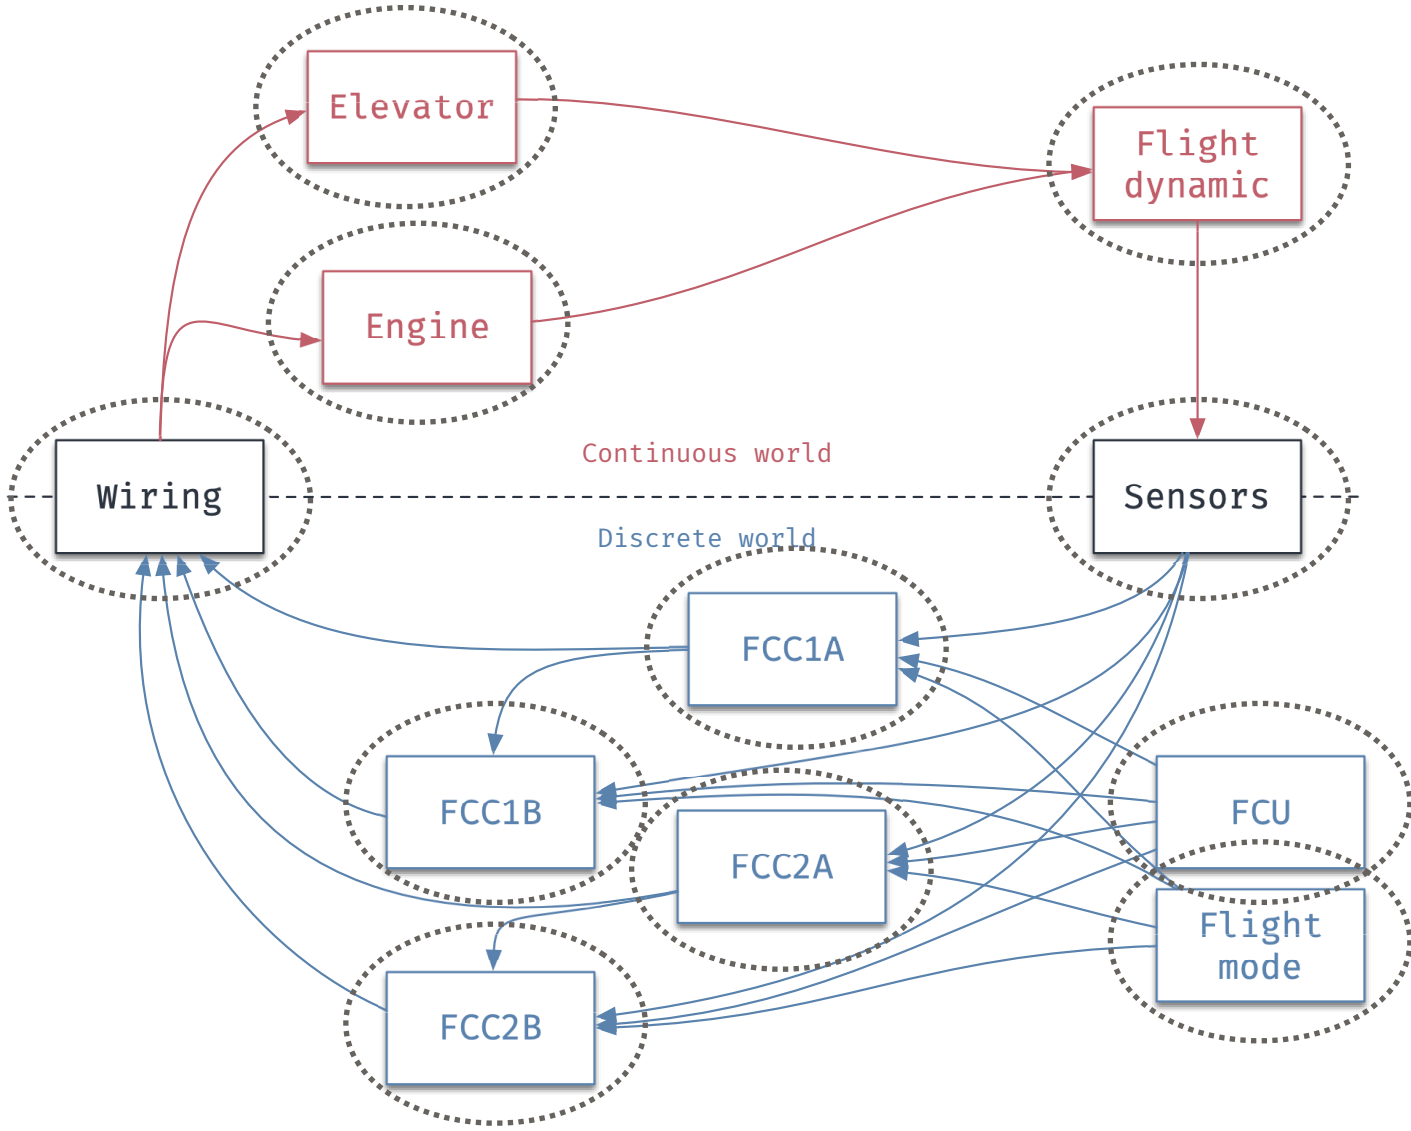 Elevator
Flight
dynamic
Engine
Continuous world
Wiring
Sensors
Discrete world
FCC1A
FCC1B
FCU
FCC2A
Flight
mode
FCC2B